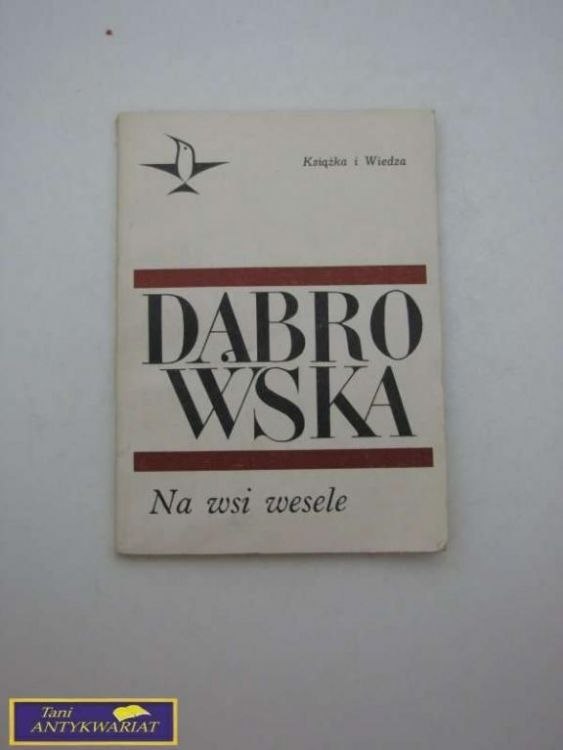 Książka i Wiedza
DĄBRO
WSKA
Na wsi wesele
Tani
ANTYKWARIAT